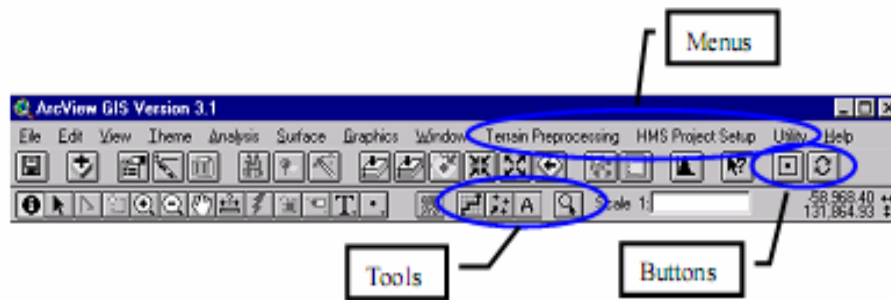 Menus
ArcView GIS Version 3.1
File Edit View Theme Analysis Surface Graphics Window Terrain Preprocessing HMS Project Setup Utility Help
T A Scale 1: -58,968.40
131,864.93
Tools
Buttons